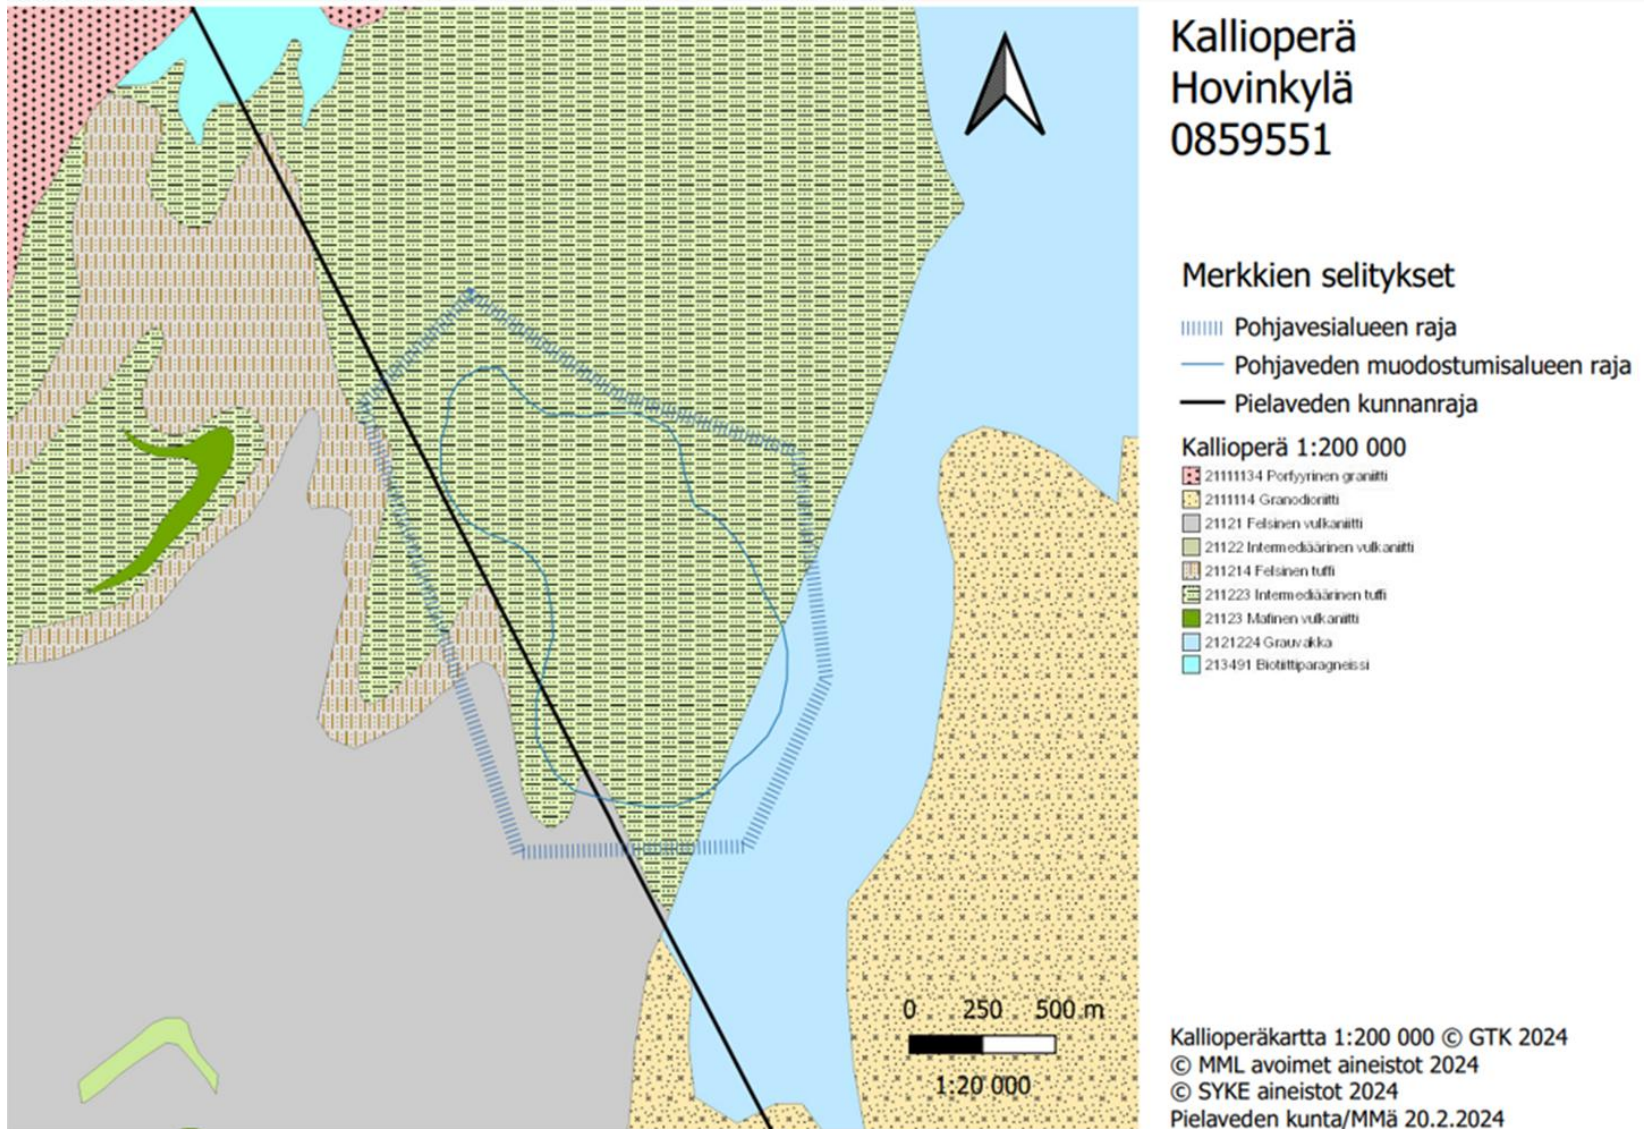 Kallioperä
Hovinkylä
0859551
Merkkien selitykset
Pohjavesialueen raja
Pohjaveden muodostumisalueen raja
Pielaveden kunnanraja
Kallioperä 1:200 000
21111134 Porfyyrinen graniitti
2111114 Granodioriitti
21121 Felsinen vulkaniitti
21122 Intermediäärinen vulkaniitti
211214 Felsinen tuffi
211223 Intermediäärinen tuffi
21123 Mafinen vulkaniitti
2121224 Grauvakka
213491 Biotiittiparagneissi
0 250 500 m
1:20 000
Kallioperäkartta 1:200 000 © GTK 2024
© MML avoimet aineistot 2024
© SYKE aineistot 2024
Pielaveden kunta/MMä 20.2.2024